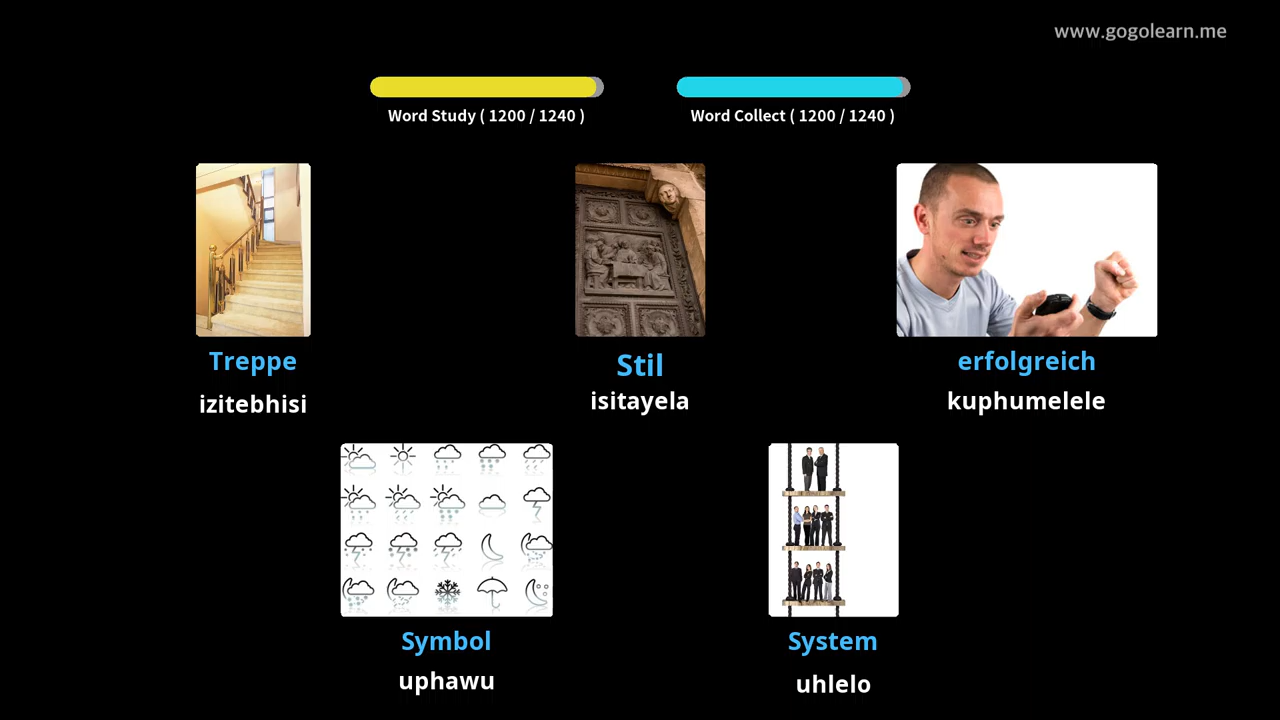 www.gogolearn.me
Word Study ( 1200 / 1240 )
Word Collect ( 1200 / 1240 )
Treppe
izitebhisi
Stil
isitayela
erfolgreich
kuphumelele
Symbol
uphawu
System
uhlelo